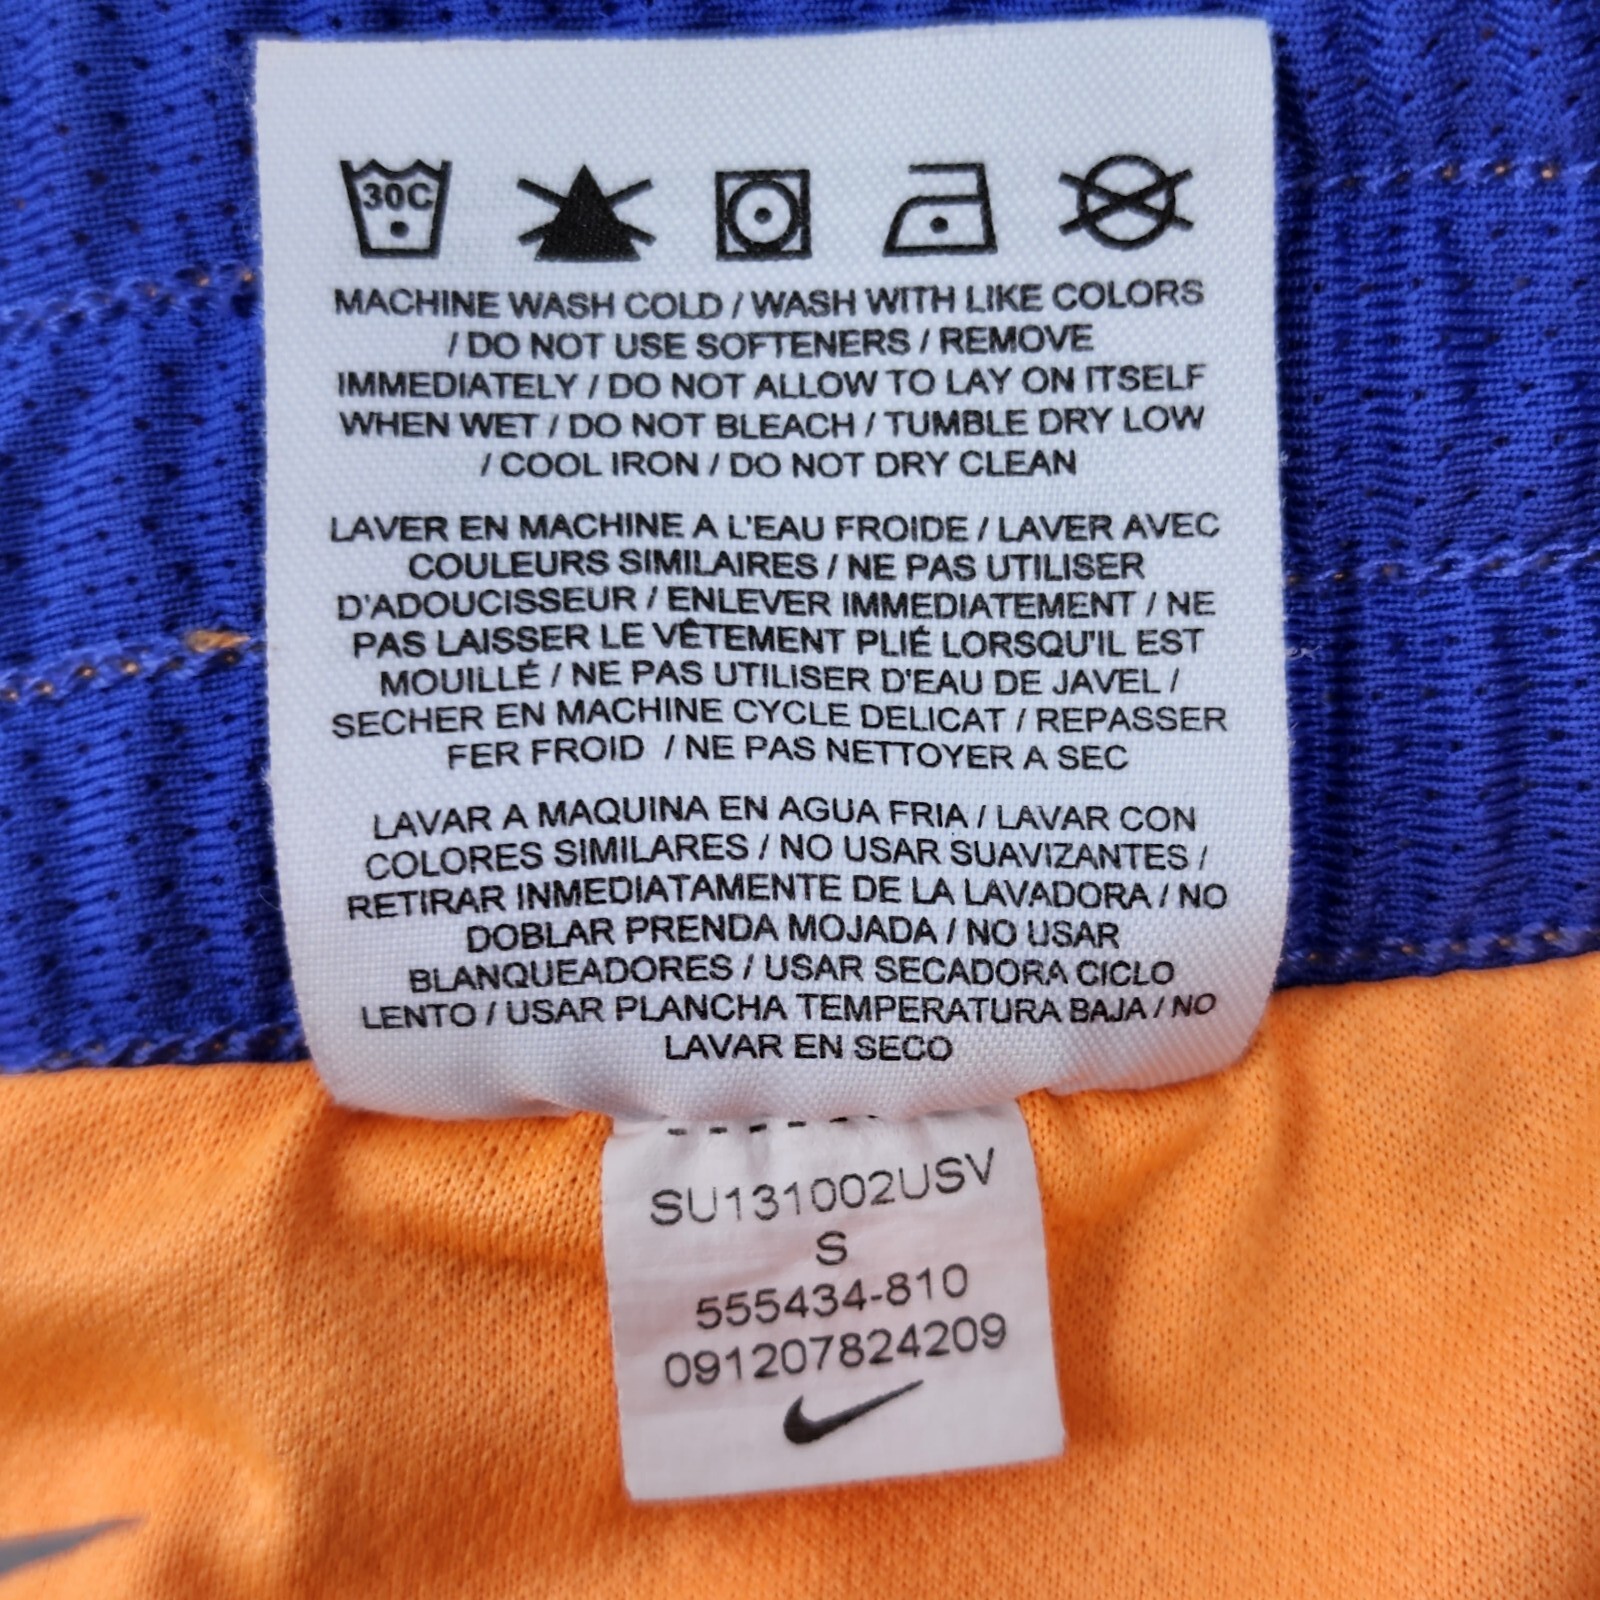 30C
MACHINE WASH COLD / WASH WITH LIKE COLORS
/ DO NOT USE SOFTENERS / REMOVE
IMMEDIATELY / DO NOT ALLOW TO LAY ON ITSELF
WHEN WET / DO NOT BLEACH / TUMBLE DRY LOW
/ COOL IRON / DO NOT DRY CLEAN
LAVER EN MACHINE A L'EAU FROIDE / LAVER AVEC
COULEURS SIMILAIRES / NE PAS UTILISER
D'ADOUCISSEUR / ENLEVER IMMEDIATEMENT / NE
PAS LAISSER LE VÊTEMENT PLIÉ LORSQU'IL EST
MOUILLÉ / NE PAS UTILISER D'EAU DE JAVEL /
SECHER EN MACHINE CYCLE DELICAT / REPASSER
FER FROID / NE PAS NETTOYER A SEC
LAVAR A MAQUINA EN AGUA FRIA / LAVAR CON
COLORES SIMILARES / NO USAR SUAVIZANTES /
RETIRAR INMEDIATAMENTE DE LA LAVADORA / NO
DOBLAR PRENDA MOJADA / NO USAR
BLANQUEADORES / USAR SECADORA CICLO
LENTO / USAR PLANCHA TEMPERATURA BAJA / NO
LAVAR EN SECO
SU131002USV
S
555434-810
091207824209